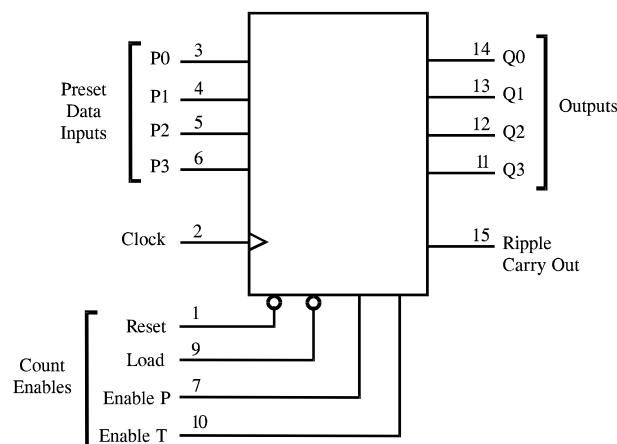 P0 3
P1 4
P2 5
P3 6
Preset
Data
Inputs
14 Q0
13 Q1
12 Q2
11 Q3
Outputs
Clock 2
15 Ripple
Carry Out
Reset 1
Load 9
Enable P 7
Enable T 10
Count
Enables